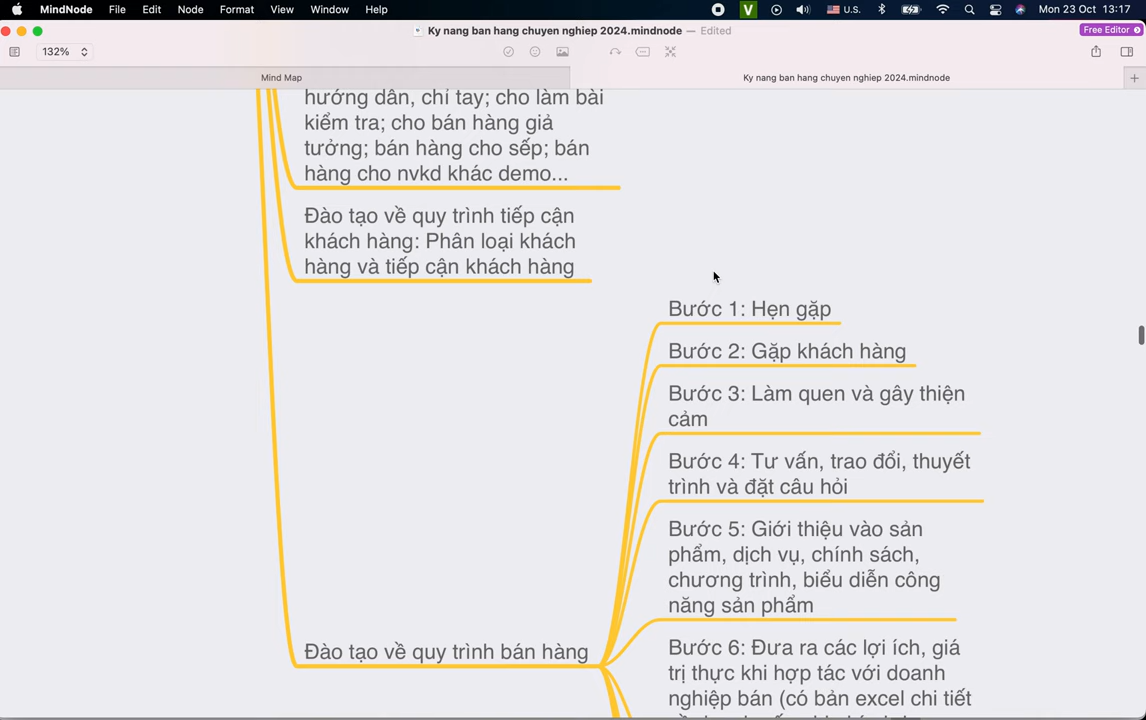 MindNode File Edit Node Format View Window Help
V U.S. Mon 23 Oct 13:17
Ky nang ban hang chuyen nghiep 2024.mindnode — Edited
Free Editor
132%
Mind Map
Ky nang ban hang chuyen nghiep 2024.mindnode
hướng dẫn, chỉ tay; cho làm bài
kiểm tra; cho bán hàng giả
tưởng; bán hàng cho sếp; bán
hàng cho nvkd khác demo...
Đào tạo về quy trình tiếp cận
khách hàng: Phân loại khách
hàng và tiếp cận khách hàng
Bước 1: Hẹn gặp
Bước 2: Gặp khách hàng
Bước 3: Làm quen và gây thiện
cảm
Bước 4: Tư vấn, trao đổi, thuyết
trình và đặt câu hỏi
Bước 5: Giới thiệu vào sản
phẩm, dịch vụ, chính sách,
chương trình, biểu diễn công
năng sản phẩm
Đào tạo về quy trình bán hàng
Bước 6: Đưa ra các lợi ích, giá
trị thực khi hợp tác với doanh
nghiệp bán (có bản excel chi tiết